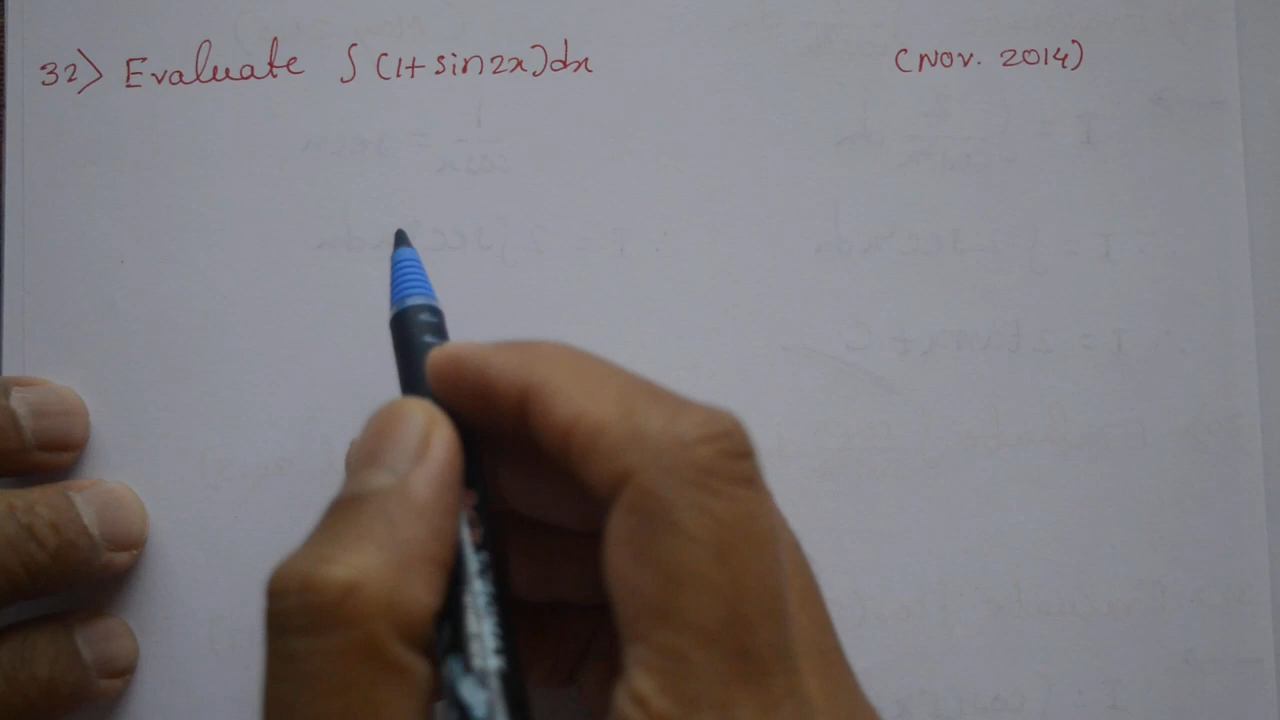 32) Evaluate ∫(1+sin2x)dx (Nov. 2014)